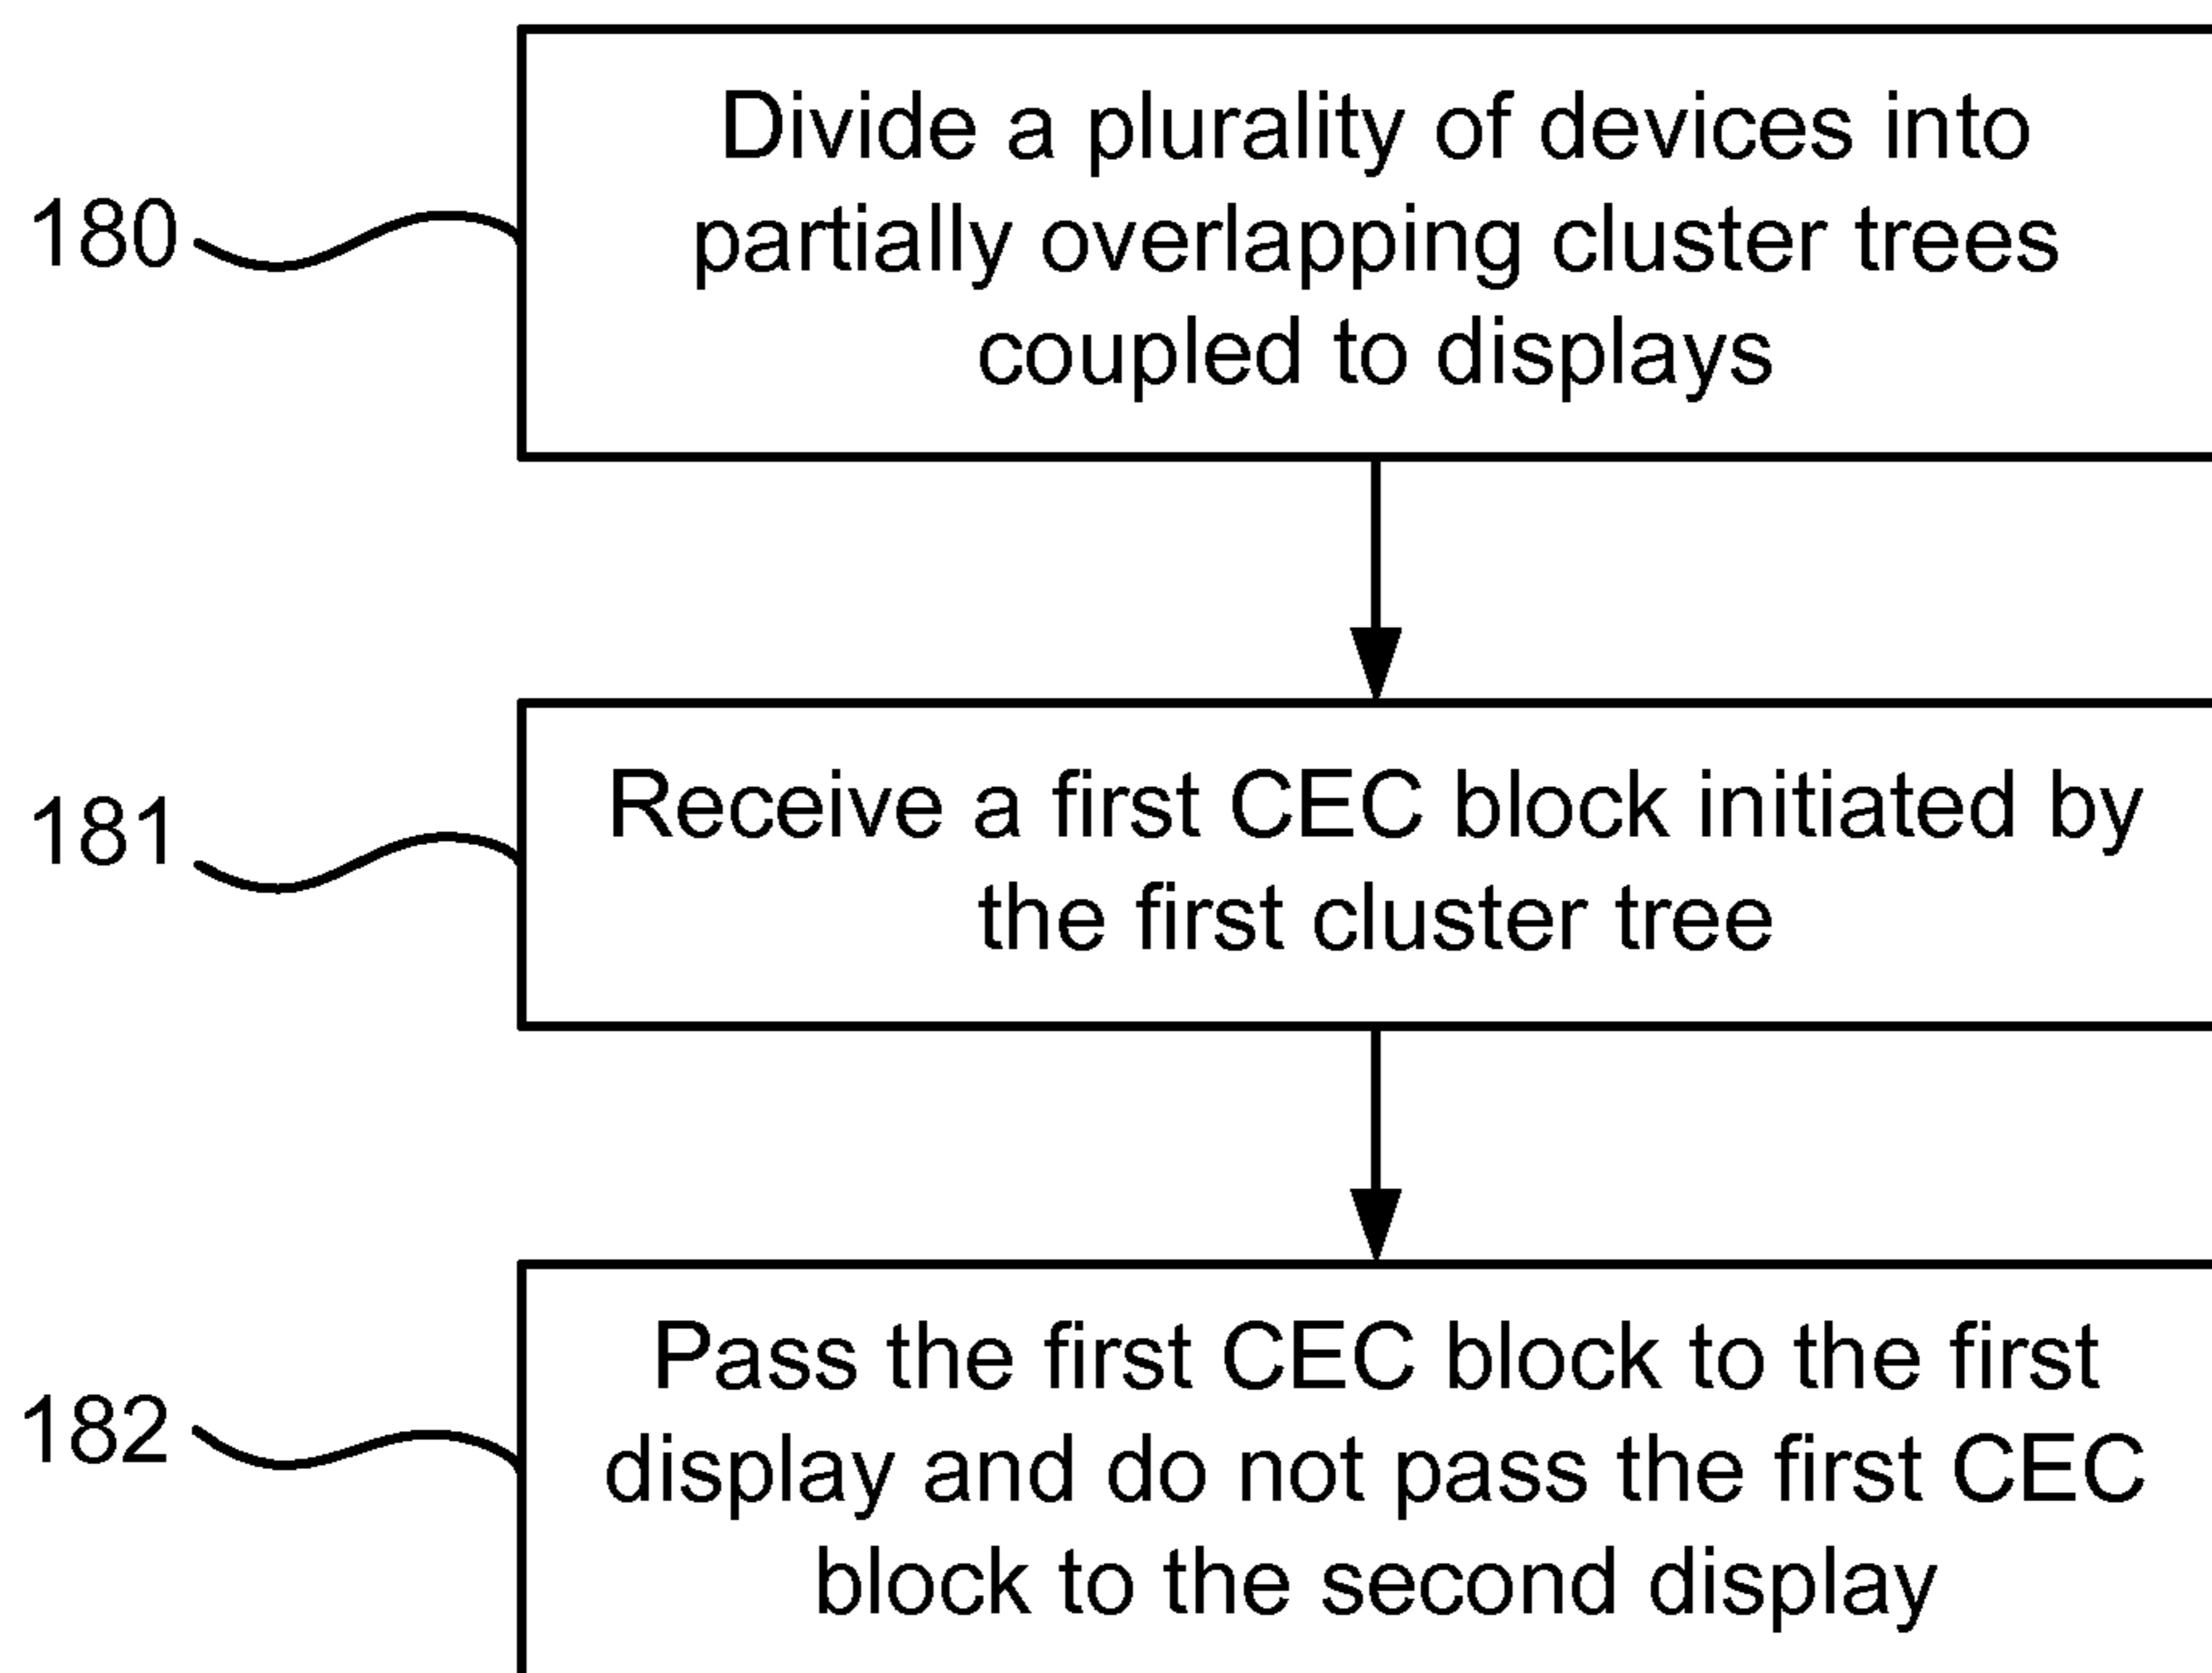 Divide a plurality of devices into
180
partially overlapping cluster trees
coupled to displays
Receive a first CEC block initiated by
181
the first cluster tree
Pass the first CEC block to the first
182
display and do not pass the first CEC
block to the second display